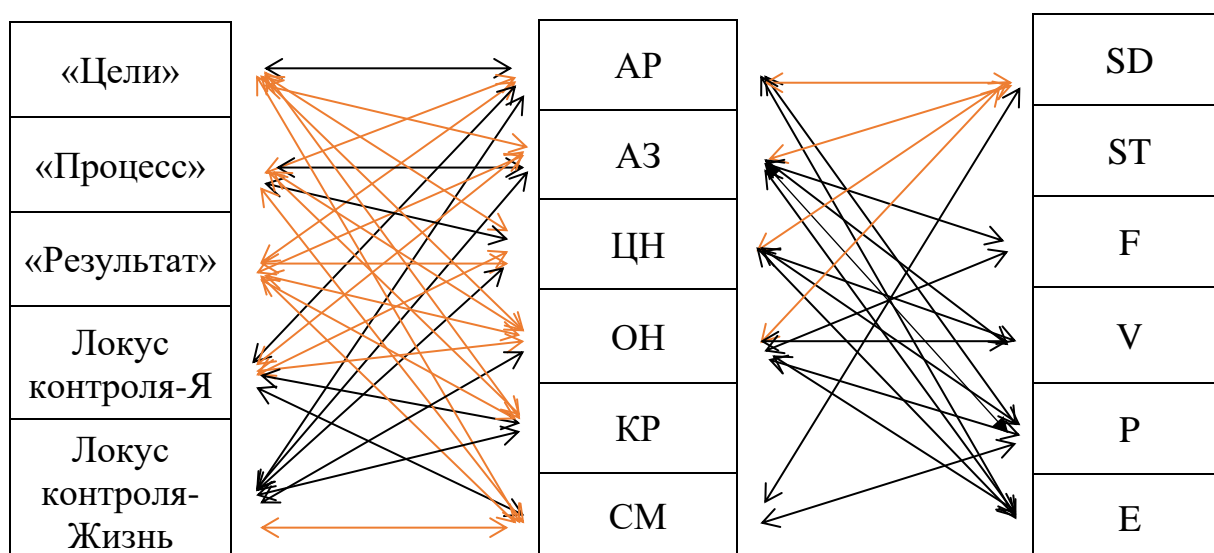 «Цели»
«Процесс»
«Результат»
Локус
контроля-Я
Локус
контроля-
Жизнь
АР
АЗ
ЦН
ОН
КР
СМ
SD
ST
F
V
P
E